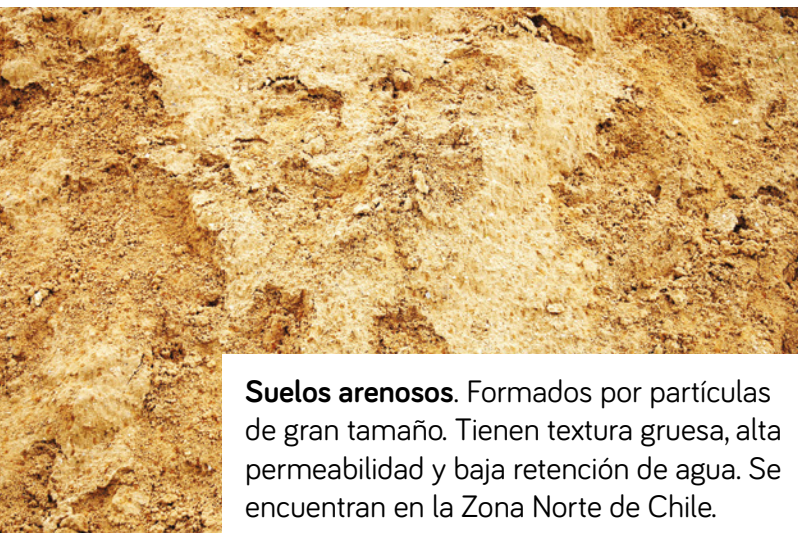 Suelos arenosos. Formados por partículas
de gran tamaño. Tienen textura gruesa, alta
permeabilidad y baja retención de agua. Se
encuentran en la Zona Norte de Chile.